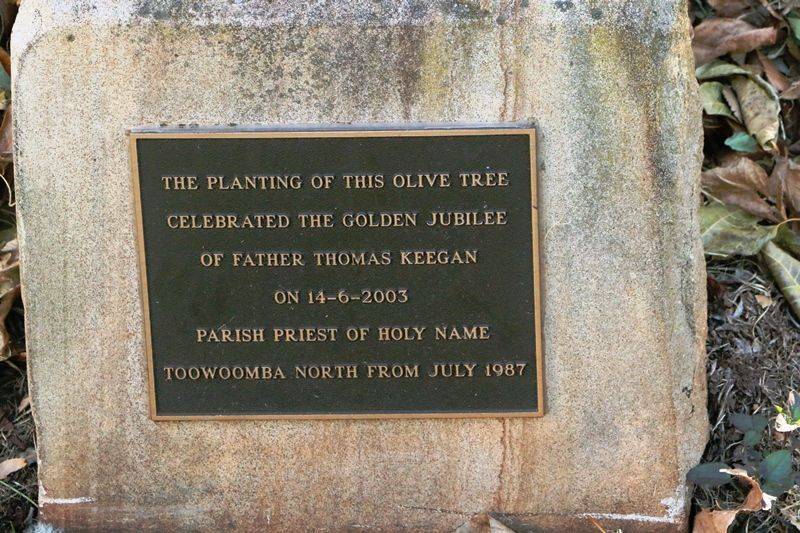 THE PLANTING OF THIS OLIVE TREE
CELEBRATED THE GOLDEN JUBILEE
OF FATHER THOMAS KEEGAN
ON 14-6-2003
PARISH PRIEST OF HOLY NAME
TOOWOOMBA NORTH FROM JULY 1987